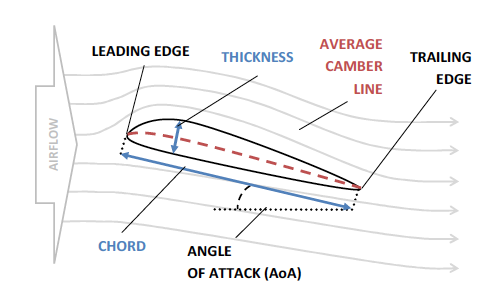 LEADING EDGE
THICKNESS
AVERAGE
CAMBER
LINE
TRAILING
EDGE
AIRFLOW
CHORD
ANGLE
OF ATTACK (AoA)